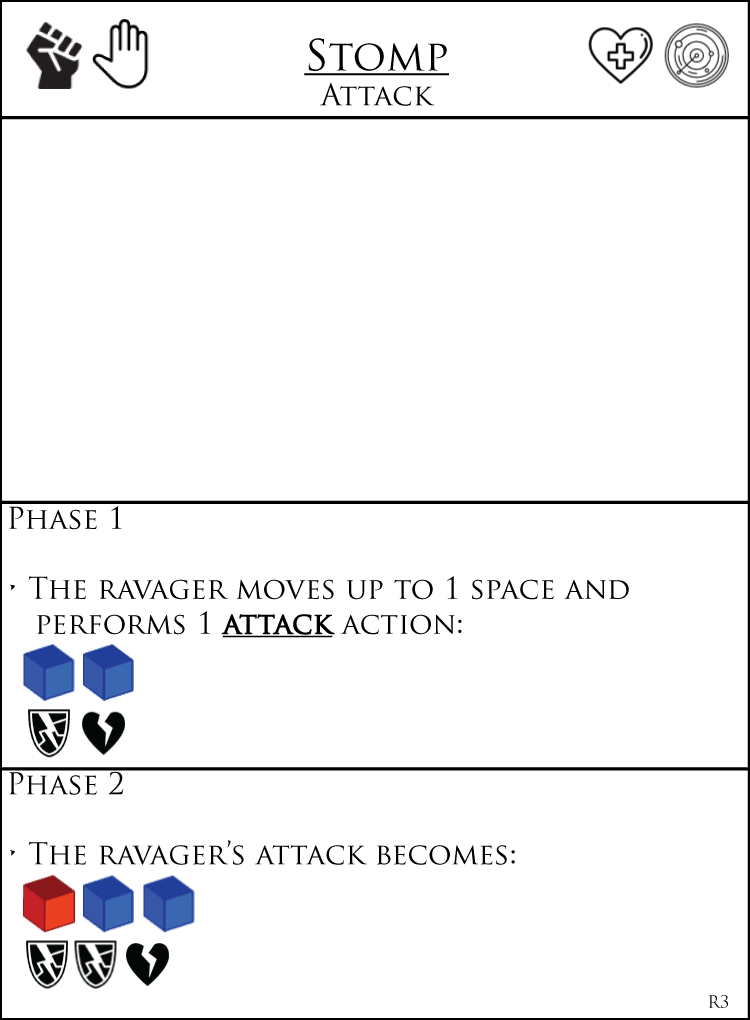 Stomp
Attack
Phase 1
‣ The ravager moves up to 1 space and
performs 1 attack action:
Phase 2
‣ The ravager’s attack becomes:
R3